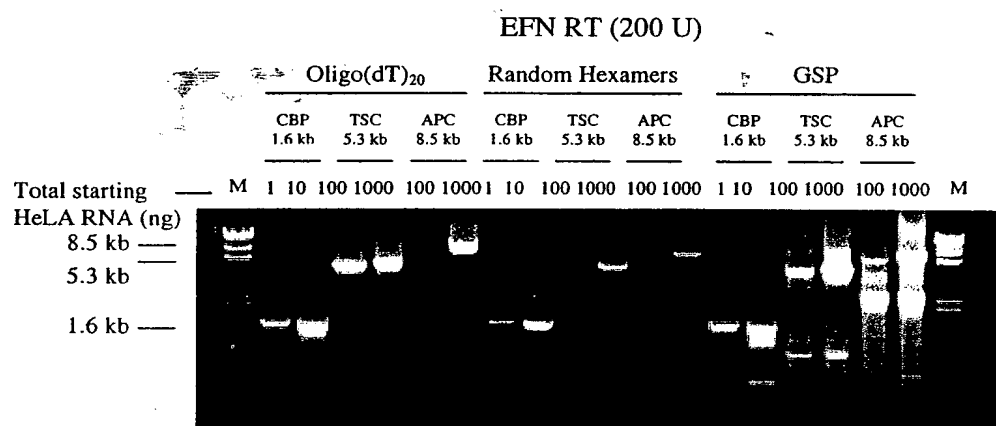 EFN RT (200 U)
Oligo(dT)₂₀ Random Hexamers GSP
CBP TSC APC CBP TSC APC CBP TSC APC
1.6 kb 5.3 kb 8.5 kb 1.6 kb 5.3 kb 8.5 kb 1.6 kb 5.3 kb 8.5 kb
Total starting M 1 10 100 1000 100 1000 1 10 100 1000 100 1000 1 10 100 1000 100 1000 M
HeLA RNA (ng)
8.5 kb
5.3 kb
1.6 kb